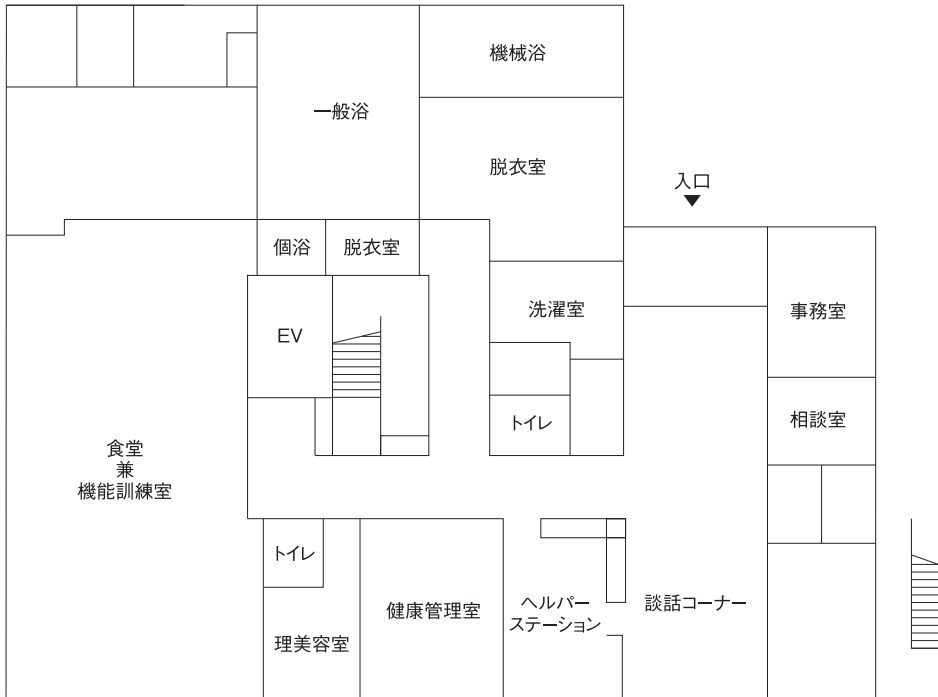 機械浴
一般浴
脱衣室
入口
個浴
脱衣室
洗濯室
事務室
EV
相談室
トイレ
食堂
兼
機能訓練室
トイレ
健康管理室
ヘルパー
ステーション
談話コーナー
理美容室